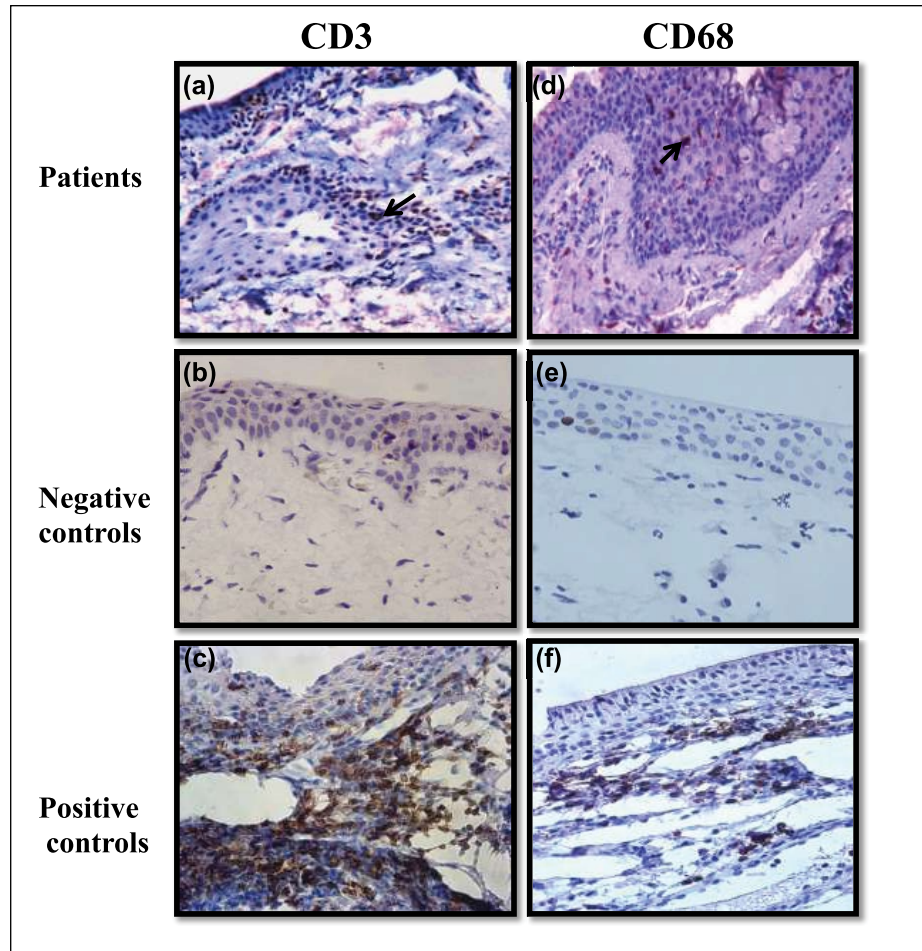 CD3
CD68
Patients
(a)
(d)
Negative
controls
(b)
(e)
Positive
controls
(c)
(f)